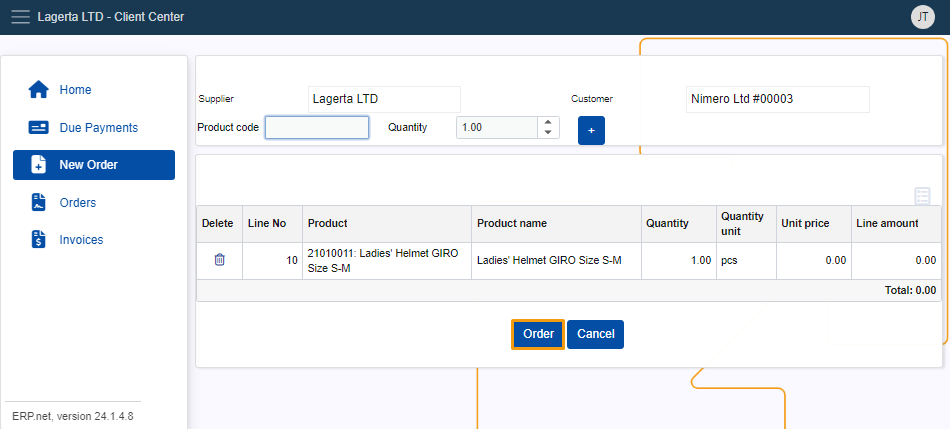 Lagerta LTD - Client Center
JT
Home
Due Payments
New Order
Orders
Invoices
ERP.net, version 24.1.4.8
Supplier Lagerta LTD Customer Nimero Ltd #00003
Product code Quantity 1.00 +
Delete Line No Product Product name Quantity Quantity unit Unit price Line amount
10 21010011: Ladies' Helmet GIRO Size S-M Ladies' Helmet GIRO Size S-M 1.00 pcs 0.00 0.00
Total: 0.00
Order Cancel